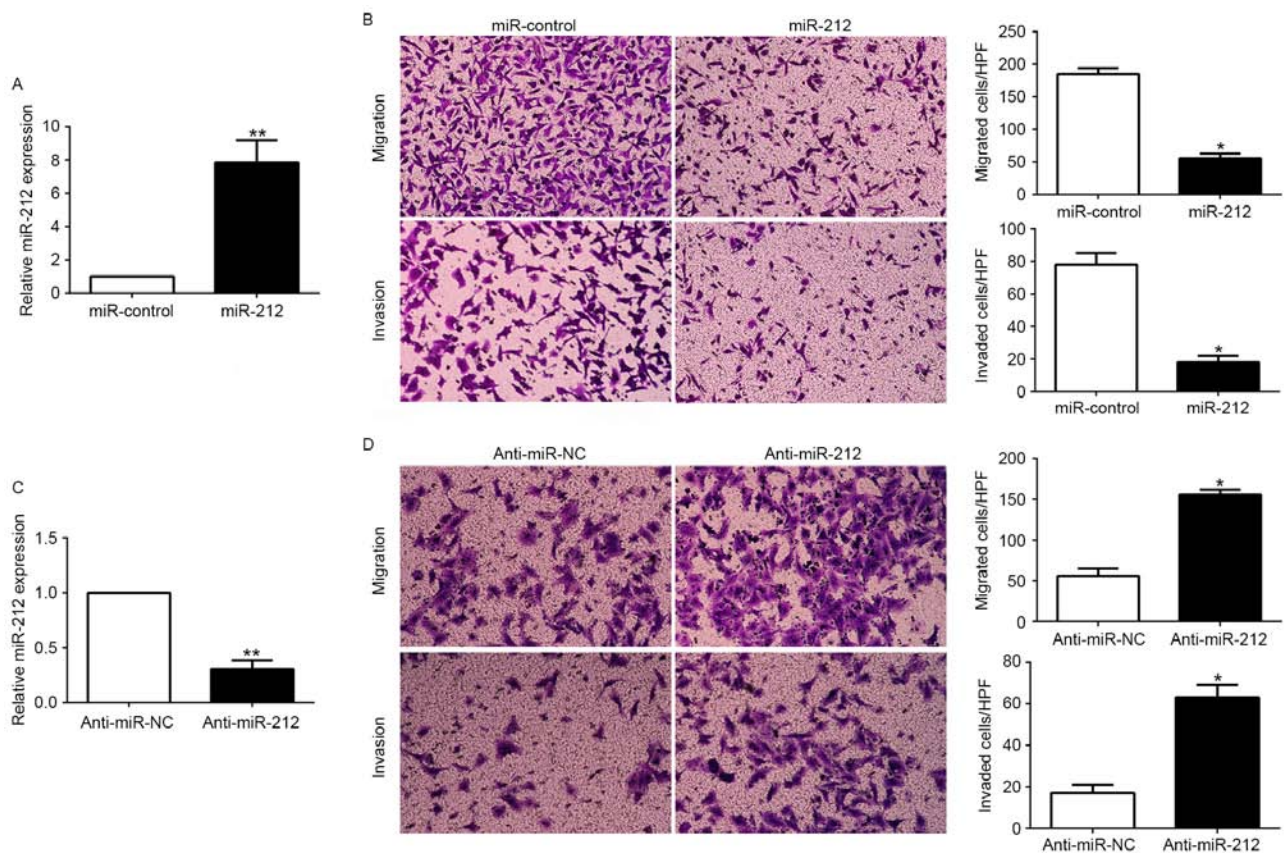 A
Relative miR-212 expression
10
8
6
4
2
0
**
miR-control
miR-212
B
miR-control
miR-212
Migration
Invasion
Migrated cells/HPF
200
150
100
50
0
*
miR-control
miR-212
Invaded cells/HPF
100
80
60
40
20
0
*
miR-control
miR-212
C
Relative miR-212 expression
1.5
1.0
0.5
0.0
**
Anti-miR-NC
Anti-miR-212
D
Anti-miR-NC
Anti-miR-212
Migration
Invasion
Migrated cells/HPF
200
150
100
50
0
*
Anti-miR-NC
Anti-miR-212
Invaded cells/HPF
80
60
40
20
0
*
Anti-miR-NC
Anti-miR-212